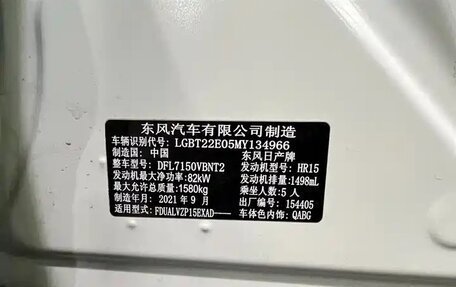 东风汽车有限公司制造
车辆识别代号: LGBT22E05MY134966
制造国: 中国 东风日产牌
整车型号: DFL7150VBNT2 发动机型号: HR15
发动机最大净功率: 82kW 发动机排量: 1498mL
最大允许总质量: 1580kg 乘坐人数: 5人
制造年月: 2021年9月 出厂编号: 154405
适用型式: FDUALVZP15EXAD—— 车体色内饰: QABG